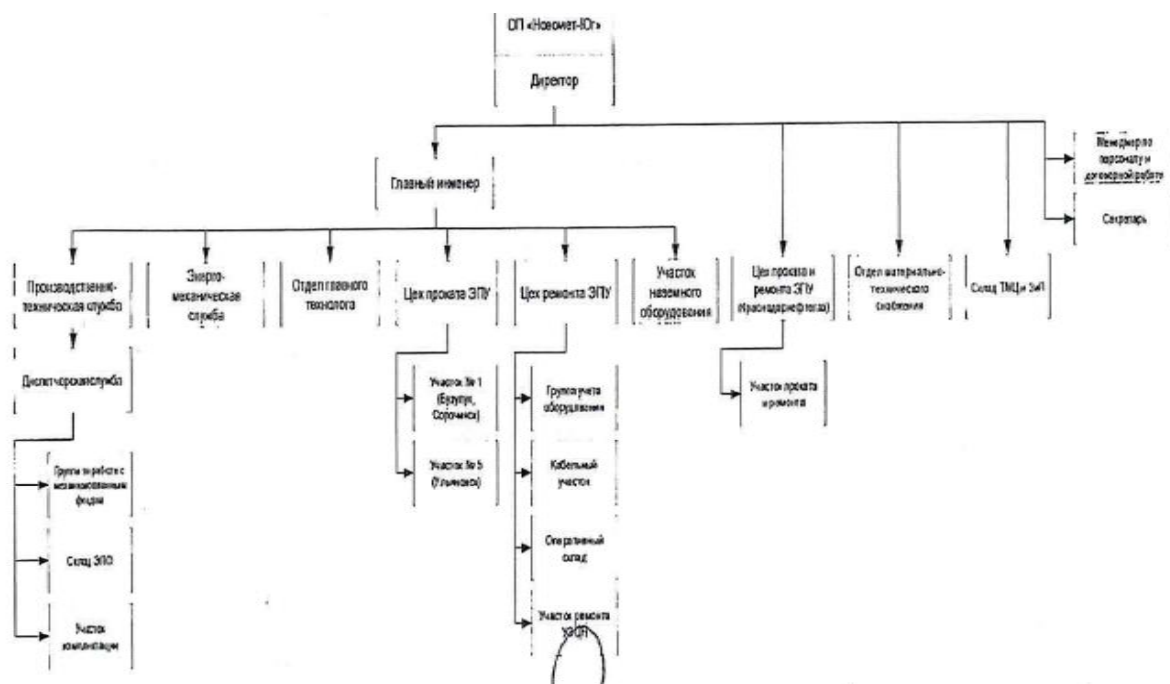 ОП «Новомет-Юг»
Директор
Главный инженер
Менеджер по
персоналу и
договорной работе
Секретарь
Производственно-
техническая служба
Энерго-
механическая
служба
Отдел главного
технолога
Цех проката ЭПУ
Цех ремонта ЭПУ
Участок
наземного
оборудования
Цех проката и
ремонта ЭПУ
(Краснодарнефтегаз)
Отдел материально-
технического
снабжения
Склад ТМЦ и ЗиП
Диспетчерская служба
Участок № 1
(Бузулук,
Сорочинск)
Группа учета
оборудования
Участок проката
и ремонта
Группа по работе с
механизированным
фондом
Участок № 5
(Ульяновск)
Кабельный
участок
Склад ЭПО
Оперативный
склад
Участок
комплектации
Участок ремонта
УЭЦН